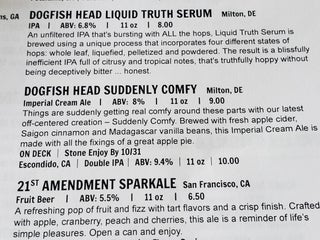 ns, GA
DOGFISH HEAD LIQUID TRUTH SERUM Milton, DE
IPA | ABV: 6.8% | 11 oz | 8.00
An unfiltered IPA that's bursting with ALL the hops, Liquid Truth Serum is
brewed using a unique process that incorporates four different states of
hops: whole leaf, liquefied, pelletized and powdered. The result is a blissfully
inefficient IPA full of citrusy and tropical notes, that's truthfully hoppy without
being deceptively bitter ... honest.
DOGFISH HEAD SUDDENLY COMFY Milton, DE
Imperial Cream Ale | ABV: 8% | 11 oz | 9.00
Things are suddenly getting real comfy around these parts with our latest
off-centered creation – Suddenly Comfy. Brewed with fresh apple cider,
Saigon cinnamon and Madagascar vanilla beans, this Imperial Cream Ale is
made with all the fixings of a great apple pie.
ON DECK | Stone Enjoy By 10/31
Escondido, CA | Double IPA | ABV: 9.4% | 11 oz | 10.00
21ST AMENDMENT SPARKALE San Francisco, CA
Fruit Beer | ABV: 5.5% | 11 oz | 6.50
A refreshing pop of fruit and fizz with tart flavors and a crisp finish. Crafted
with apple, cranberry, peach and cherries, this ale is a reminder of life's
simple pleasures. Open a can and enjoy.